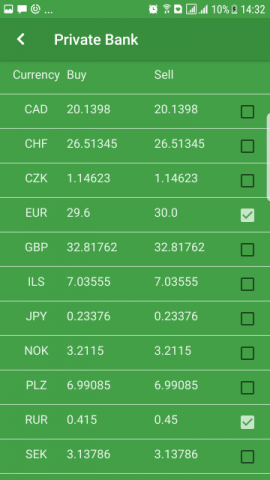 ... 10% 14:32
Private Bank
Currency Buy Sell
CAD 20.1398 20.1398
CHF 26.51345 26.51345
CZK 1.14623 1.14623
EUR 29.6 30.0
GBP 32.81762 32.81762
ILS 7.03555 7.03555
JPY 0.23376 0.23376
NOK 3.2115 3.2115
PLZ 6.99085 6.99085
RUR 0.415 0.45
SEK 3.13786 3.13786